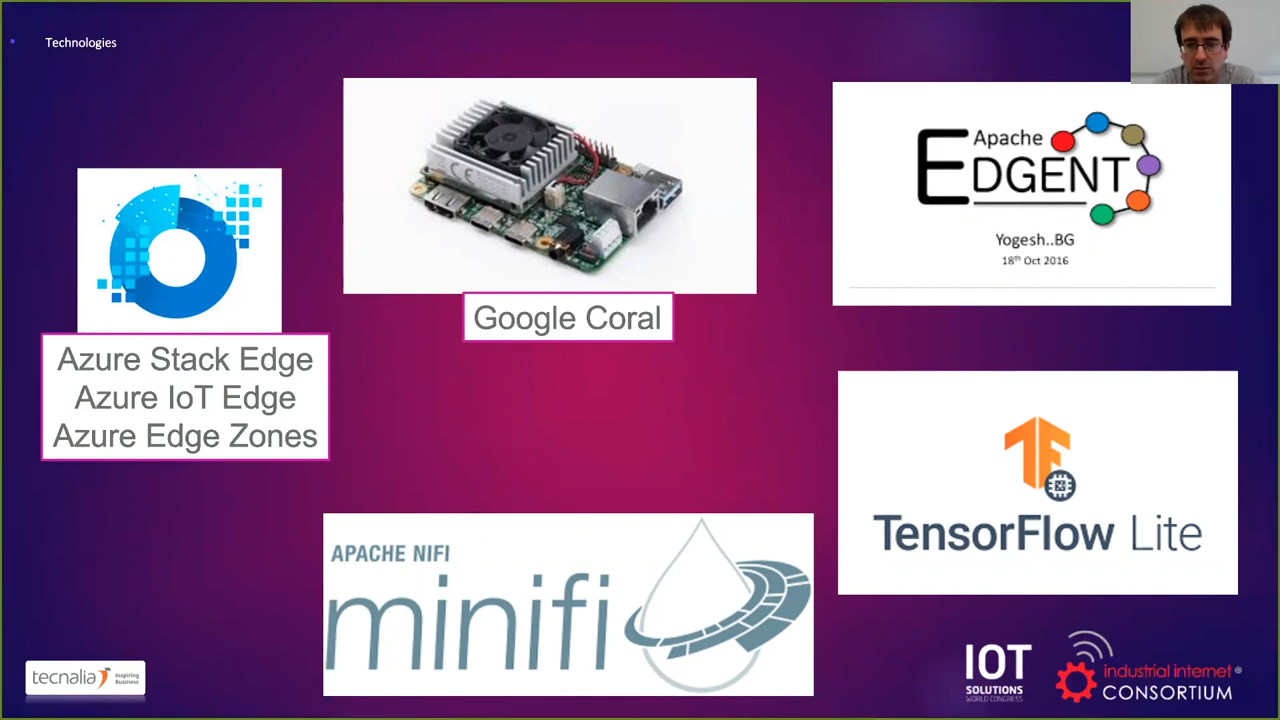 Technologies
Azure Stack Edge
Azure IoT Edge
Azure Edge Zones
Google Coral
Apache
EDGENT
Yogesh..BG
18th Oct 2016
TensorFlow Lite
APACHE NIFI
minifi
tecnalia
Inspiring
Business
IOT
SOLUTIONS
WORLD CONGRESS
industrial internet®
CONSORTIUM